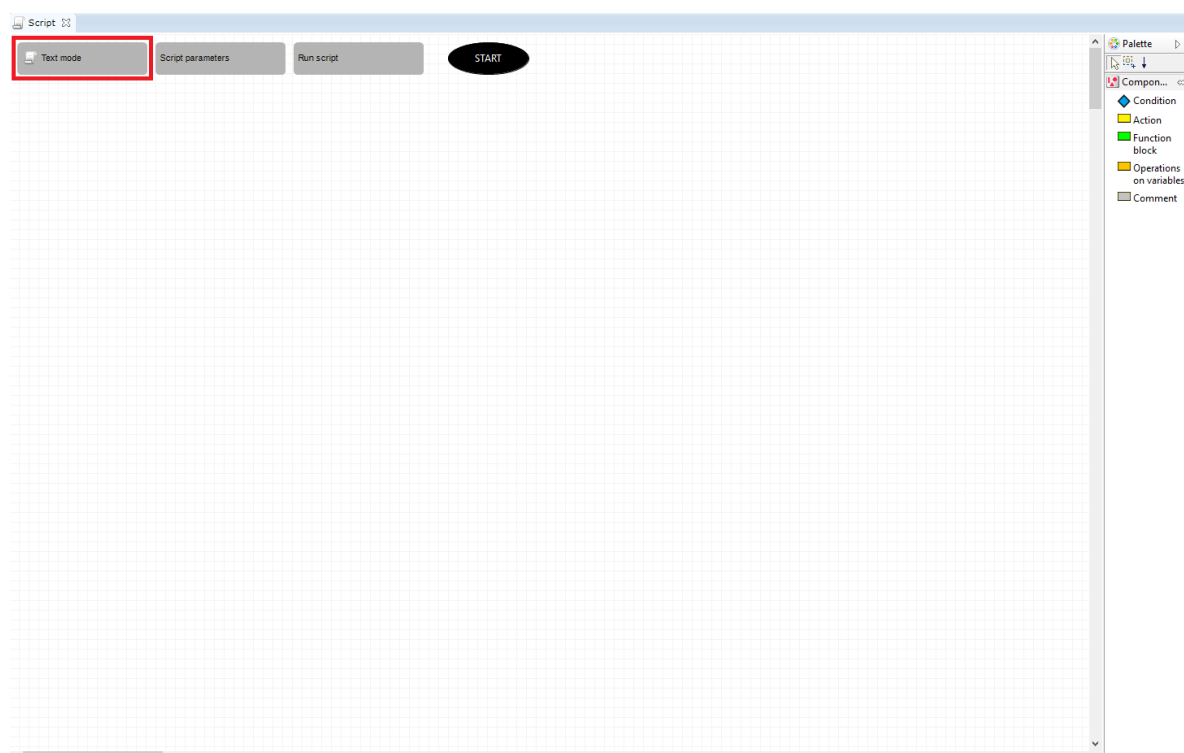 Script
Text mode
Script parameters
Run script
START
Palette
Compon...
Condition
Action
Function
block
Operations
on variables
Comment